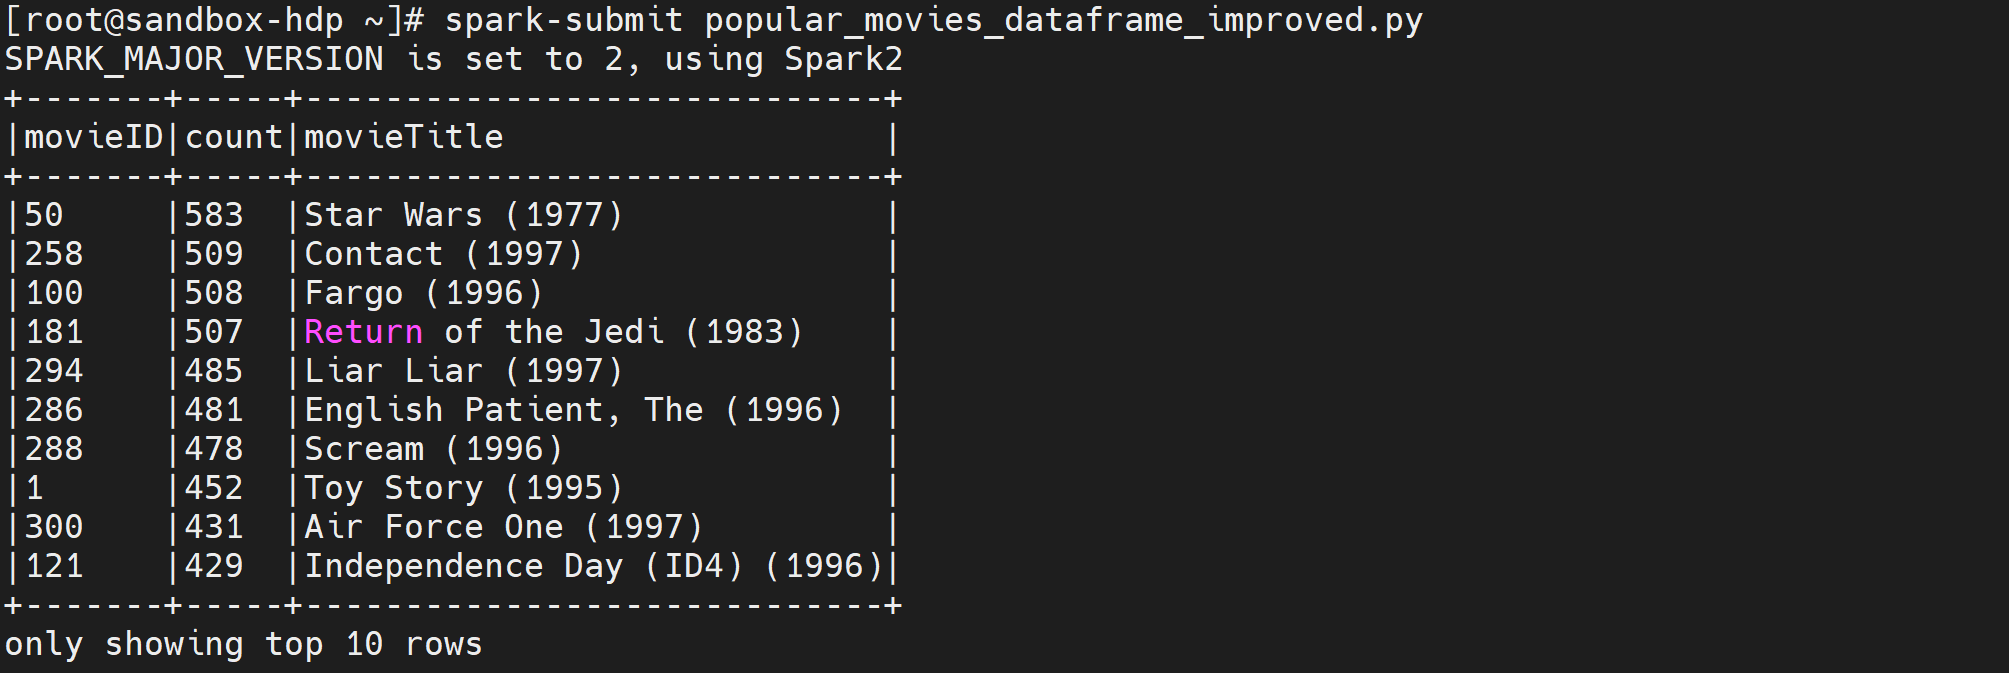 [root@sandbox-hdp ~]# spark-submit popular_movies_dataframe_improved.py
SPARK_MAJOR_VERSION is set to 2, using Spark2
+-------+-----+-----------------------------+
|movieID|count|movieTitle                   |
+-------+-----+-----------------------------+
|50     |583  |Star Wars (1977)             |
|258    |509  |Contact (1997)               |
|100    |508  |Fargo (1996)                 |
|181    |507  |Return of the Jedi (1983)    |
|294    |485  |Liar Liar (1997)             |
|286    |481  |English Patient, The (1996)  |
|288    |478  |Scream (1996)                |
|1      |452  |Toy Story (1995)             |
|300    |431  |Air Force One (1997)         |
|121    |429  |Independence Day (ID4) (1996)|
+-------+-----+-----------------------------+
only showing top 10 rows